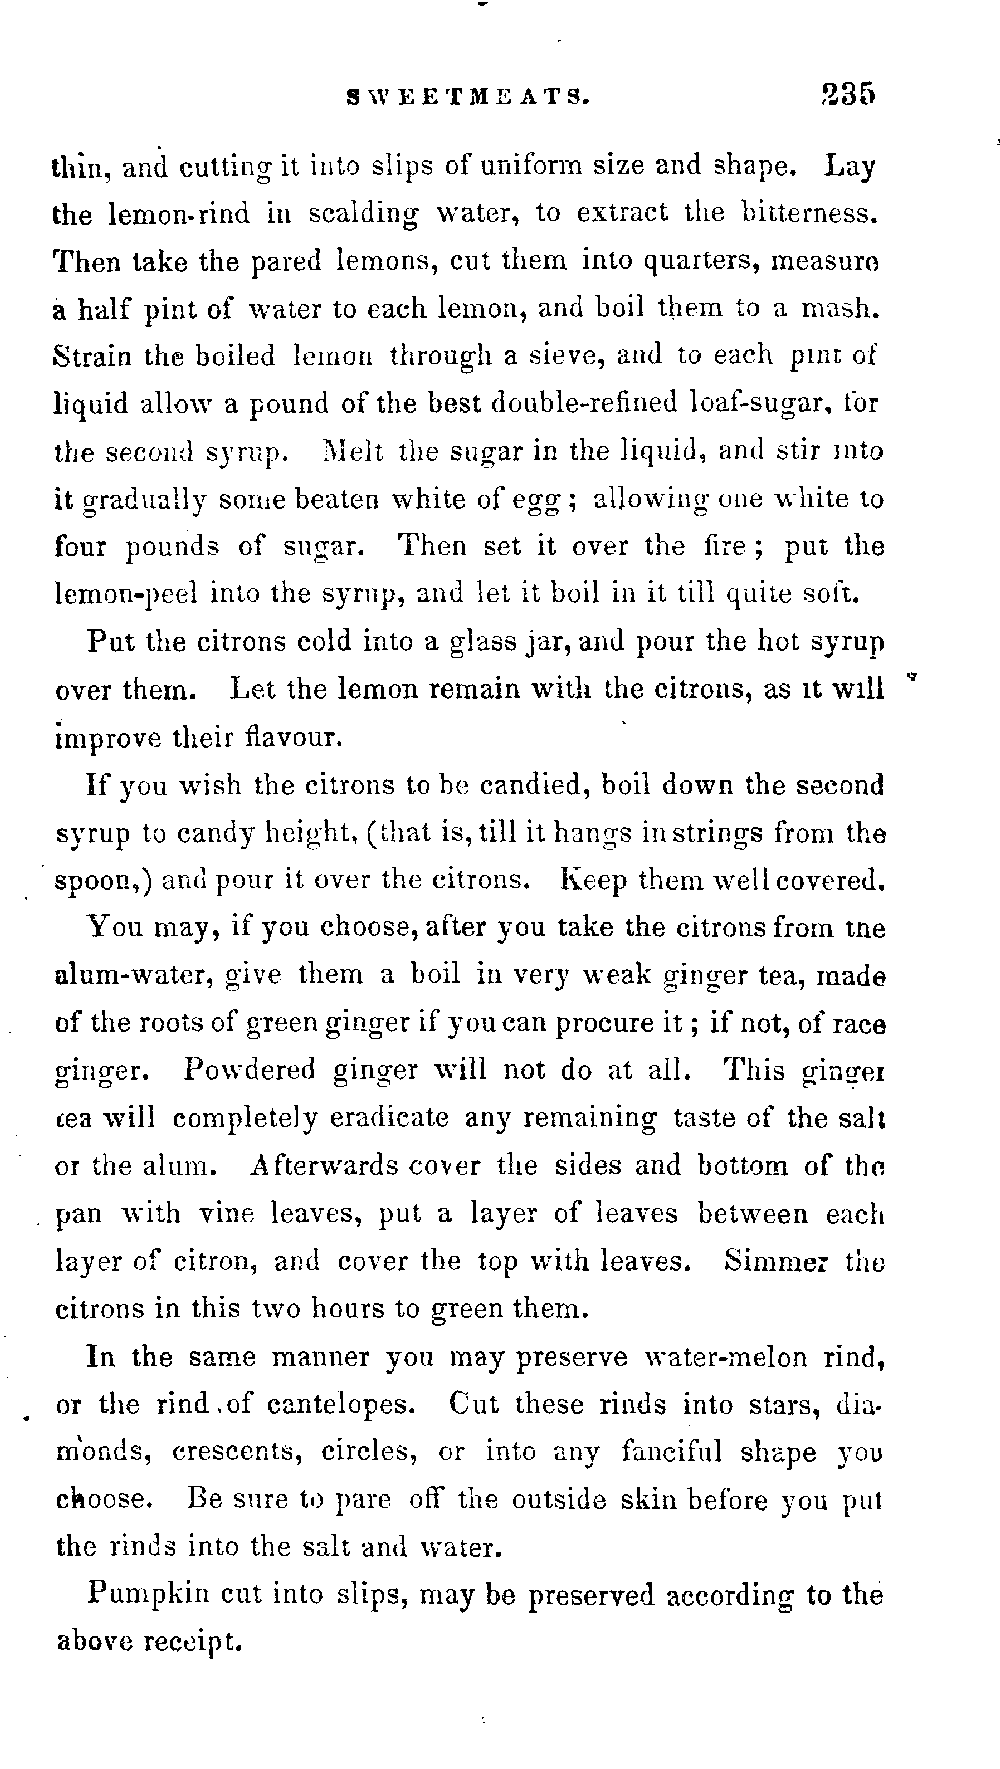 SWEETMEATS. 235
thin, and cutting it into slips of uniform size and shape. Lay
the lemon-rind in scalding water, to extract the bitterness.
Then take the pared lemons, cut them into quarters, measure
a half pint of water to each lemon, and boil them to a mash.
Strain the boiled lemon through a sieve, and to each pint of
liquid allow a pound of the best double-refined loaf-sugar, for
the second syrup. Melt the sugar in the liquid, and stir into
it gradually some beaten white of egg; allowing one white to
four pounds of sugar. Then set it over the fire; put the
lemon-peel into the syrup, and let it boil in it till quite soft.
Put the citrons cold into a glass jar, and pour the hot syrup
over them. Let the lemon remain with the citrons, as it will
improve their flavour.
If you wish the citrons to be candied, boil down the second
syrup to candy height, (that is, till it hangs in strings from the
spoon,) and pour it over the citrons. Keep them well covered.
You may, if you choose, after you take the citrons from the
alum-water, give them a boil in very weak ginger tea, made
of the roots of green ginger if you can procure it; if not, of race
ginger. Powdered ginger will not do at all. This ginger
tea will completely eradicate any remaining taste of the salt
or the alum. Afterwards cover the sides and bottom of the
pan with vine leaves, put a layer of leaves between each
layer of citron, and cover the top with leaves. Simmer the
citrons in this two hours to green them.
In the same manner you may preserve water-melon rind,
or the rind of cantelopes. Cut these rinds into stars, dia-
monds, crescents, circles, or into any fanciful shape you
choose. Be sure to pare off the outside skin before you put
the rinds into the salt and water.
Pumpkin cut into slips, may be preserved according to the
above receipt.